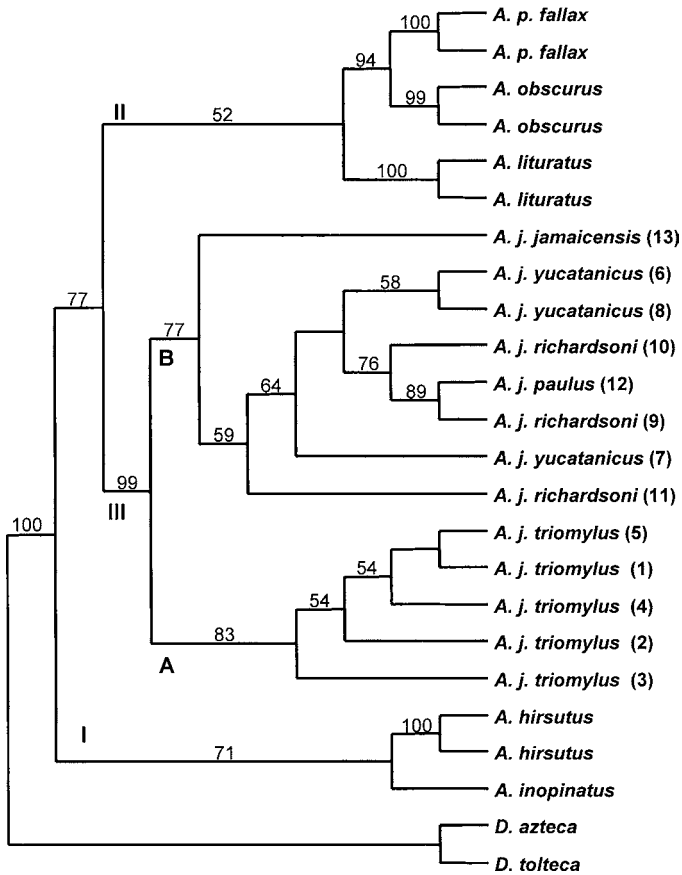 100
A. p. fallax
A. p. fallax
94
A. obscurus
99
A. obscurus
II
52
A. lituratus
100
A. lituratus
A. j. jamaicensis (13)
A. j. yucatanicus (6)
58
A. j. yucatanicus (8)
77
77
B
A. j. richardsoni (10)
76
A. j. paulus (12)
89
64
A. j. richardsoni (9)
59
A. j. yucatanicus (7)
99
III
A. j. richardsoni (11)
100
A. j. triomylus (5)
54
A. j. triomylus (1)
54
A. j. triomylus (4)
83
A
A. j. triomylus (2)
A. j. triomylus (3)
I
100
A. hirsutus
71
A. hirsutus
A. inopinatus
D. azteca
D. tolteca